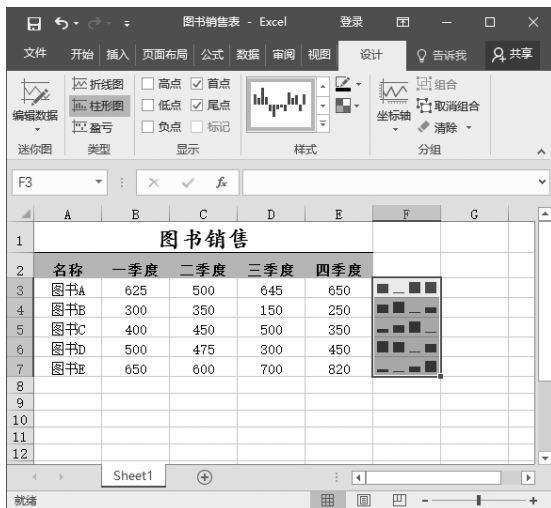 图书销售表 - Excel 登录
文件 开始 插入 页面布局 公式 数据 审阅 视图 设计 告诉我 共享
编辑数据 折线图 柱形图 盈亏 高点 首点 低点 尾点 负点 标记 坐标轴 组合 取消组合 清除
迷你图 类型 显示 样式 分组
F3 fx
A B C D E F G
1 图书销售
2 名称 一季度 二季度 三季度 四季度
3 图书A 625 500 645 650
4 图书B 300 350 150 250
5 图书C 400 450 500 350
6 图书D 500 475 300 450
7 图书E 650 600 700 820
8
9
10
11
12
Sheet1
就绪